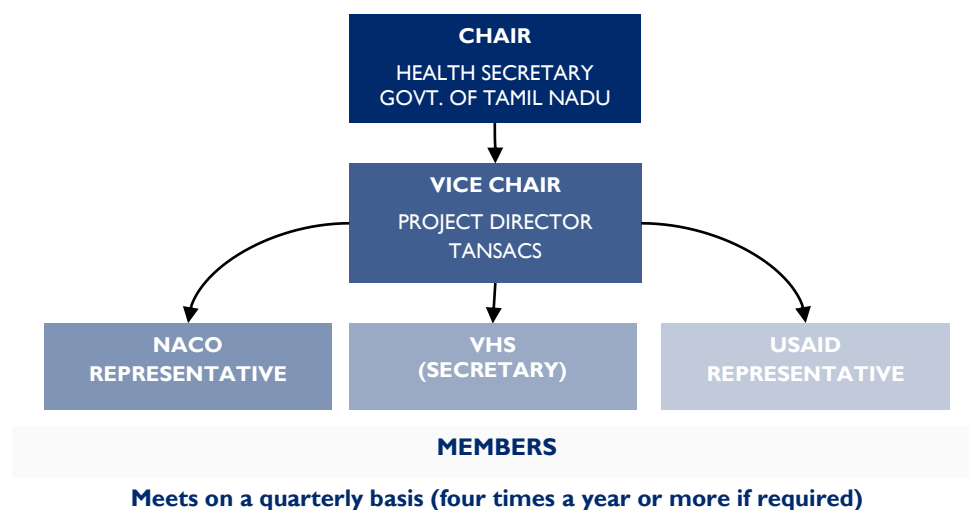 CHAIR
HEALTH SECRETARY
GOVT. OF TAMIL NADU
VICE CHAIR
PROJECT DIRECTOR
TANSACS
NACO
REPRESENTATIVE
VHS
(SECRETARY)
USAID
REPRESENTATIVE
MEMBERS
Meets on a quarterly basis (four times a year or more if required)